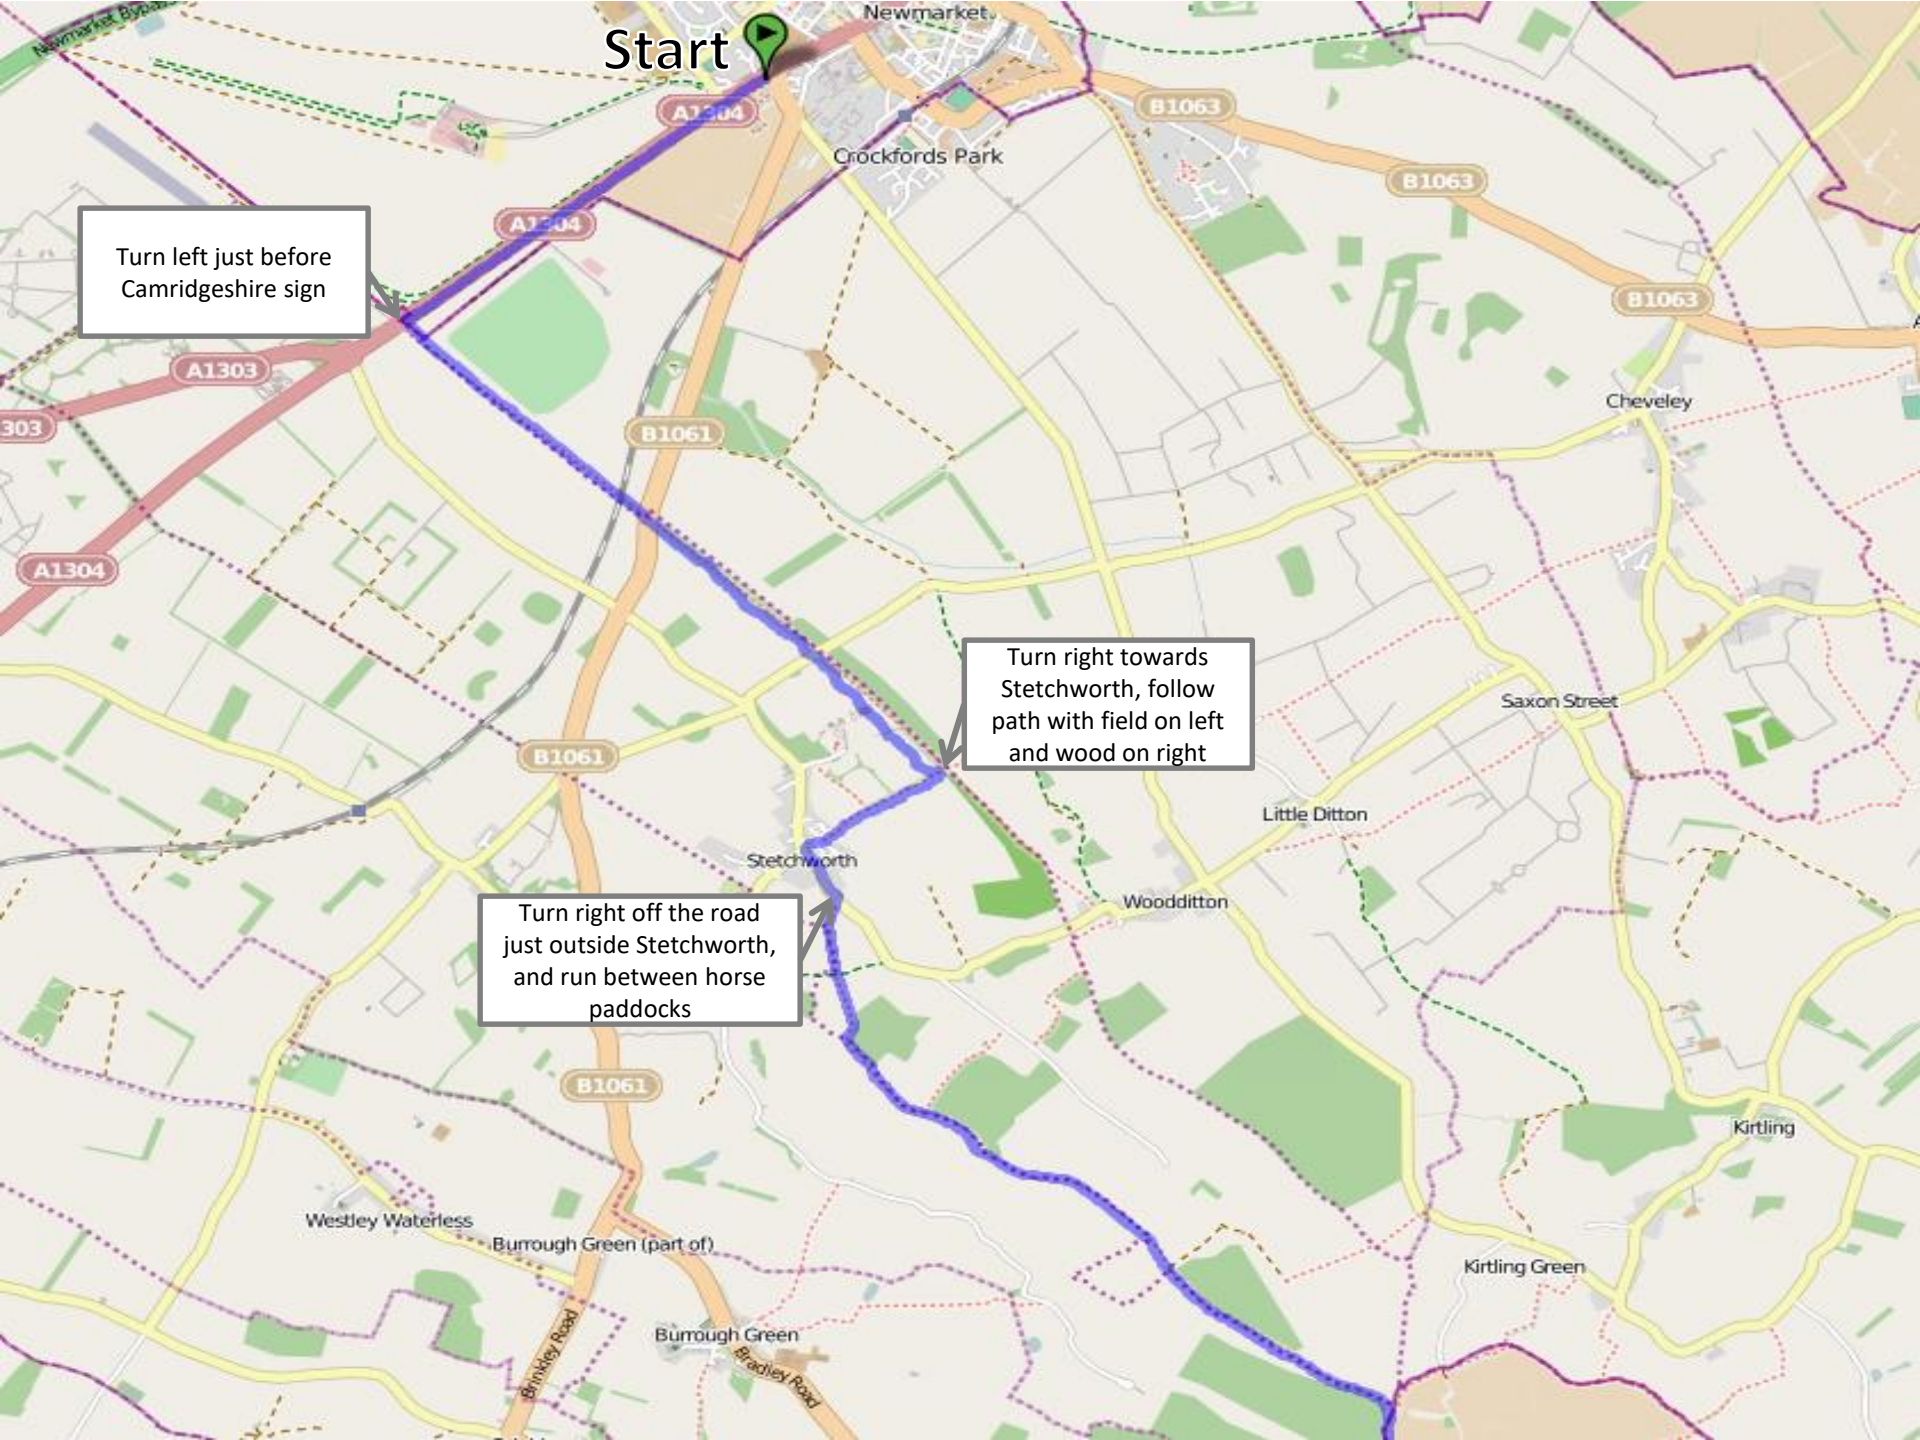 Newmarket Bypass
Newmarket
Start
A1304
B1063
Crockfords Park
B1063
A1304
Turn left just before
Camridgeshire sign
B1063
A1303
Cheveley
303
B1061
A1304
Turn right towards
Stetchworth, follow
path with field on left
and wood on right
Saxon Street
B1061
Little Ditton
Stetchworth
Woodditton
Turn right off the road
just outside Stetchworth,
and run between horse
paddocks
B1061
Kirtling
Westley Waterless
Burrough Green (part of)
Kirtling Green
Burrough Green
Brinkley Road
Bradley Road